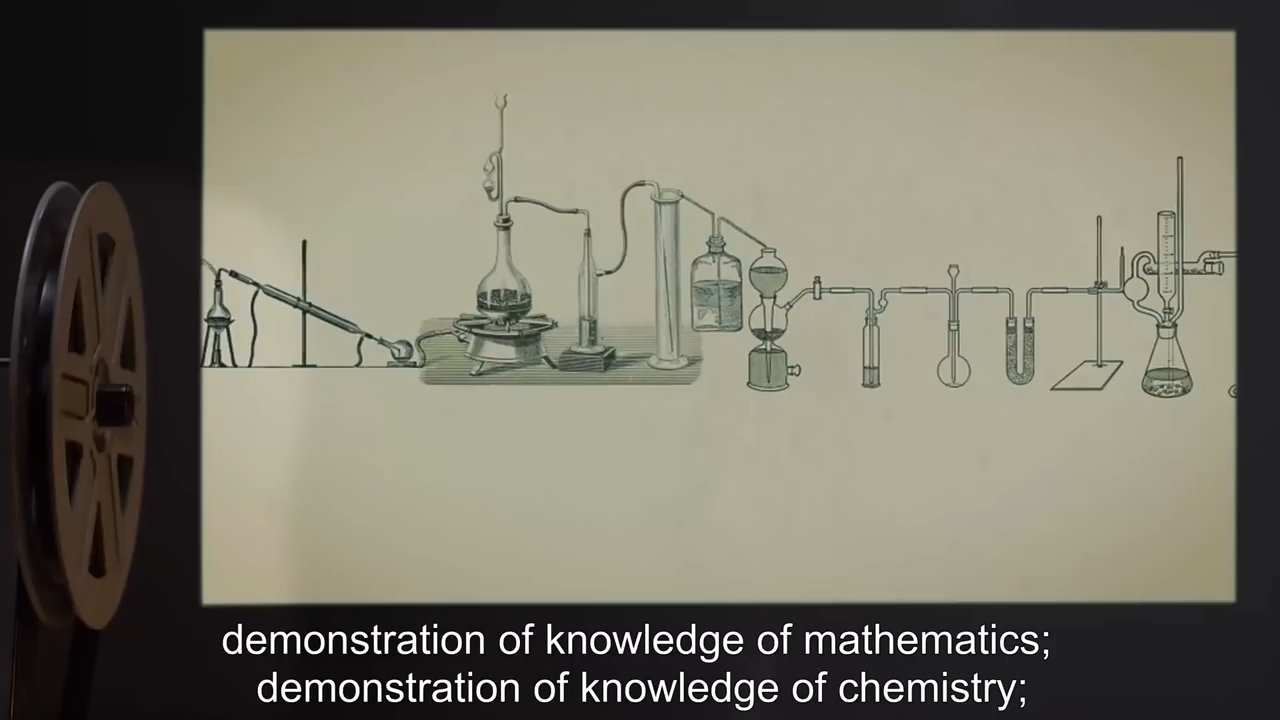 demonstration of knowledge of mathematics;
demonstration of knowledge of chemistry;